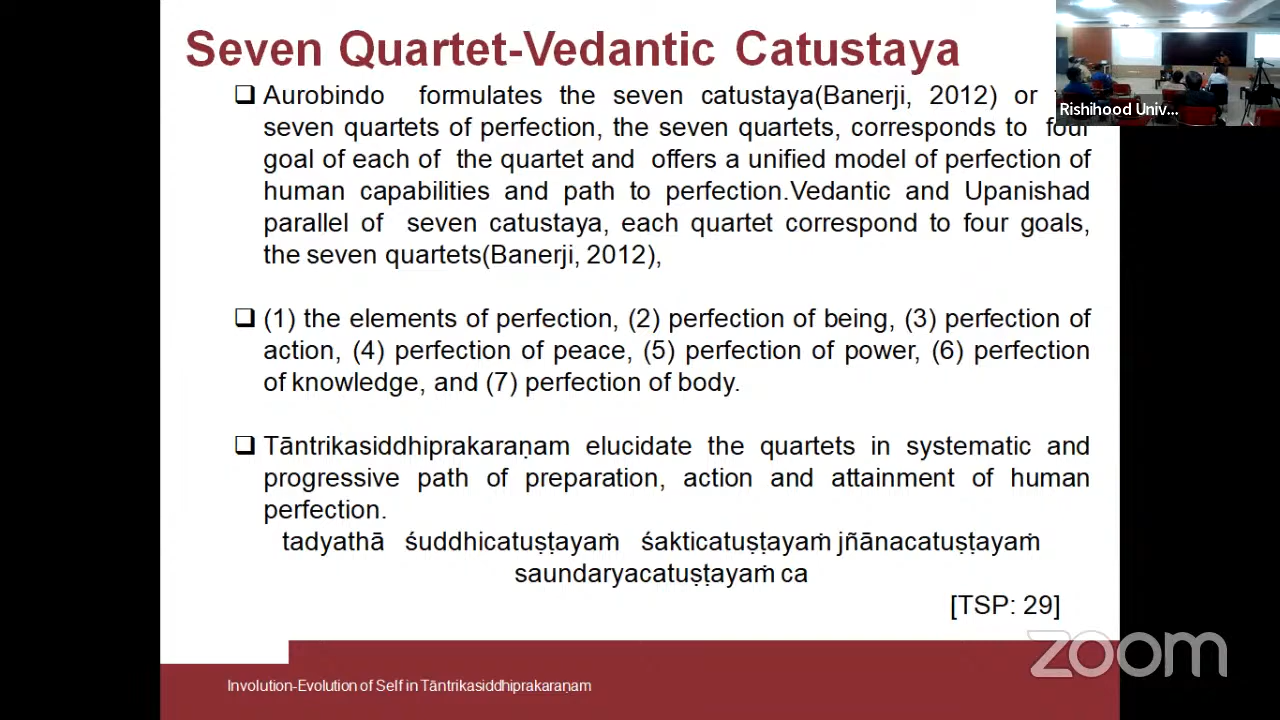 Seven Quartet-Vedantic Catustaya
❑ Aurobindo formulates the seven catustaya(Banerji, 2012) or
seven quartets of perfection, the seven quartets, corresponds to four
goal of each of the quartet and offers a unified model of perfection of
human capabilities and path to perfection.Vedantic and Upanishad
parallel of seven catustaya, each quartet correspond to four goals,
the seven quartets(Banerji, 2012),
❑ (1) the elements of perfection, (2) perfection of being, (3) perfection of
action, (4) perfection of peace, (5) perfection of power, (6) perfection
of knowledge, and (7) perfection of body.
❑ Tāntrikasiddhiprakaraṇam elucidate the quartets in systematic and
progressive path of preparation, action and attainment of human
perfection.
tadyathā śuddhicatuṣṭayaṁ śakticatuṣṭayaṁ jñānacatuṣṭayaṁ
saundaryacatuṣṭayaṁ ca
[TSP: 29]
Involution-Evolution of Self in Tāntrikasiddhiprakaraṇam
Rishihood Univ...
zoom